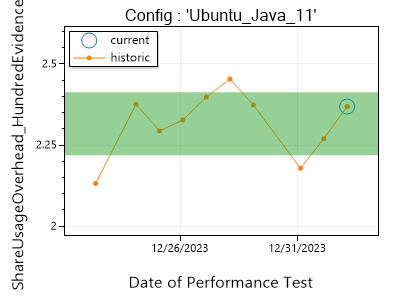 Config : 'Ubuntu_Java_11'
current
historic
ShareUsageOverhead_HundredEvidence
2.5
2.25
2
12/26/2023
12/31/2023
Date of Performance Test